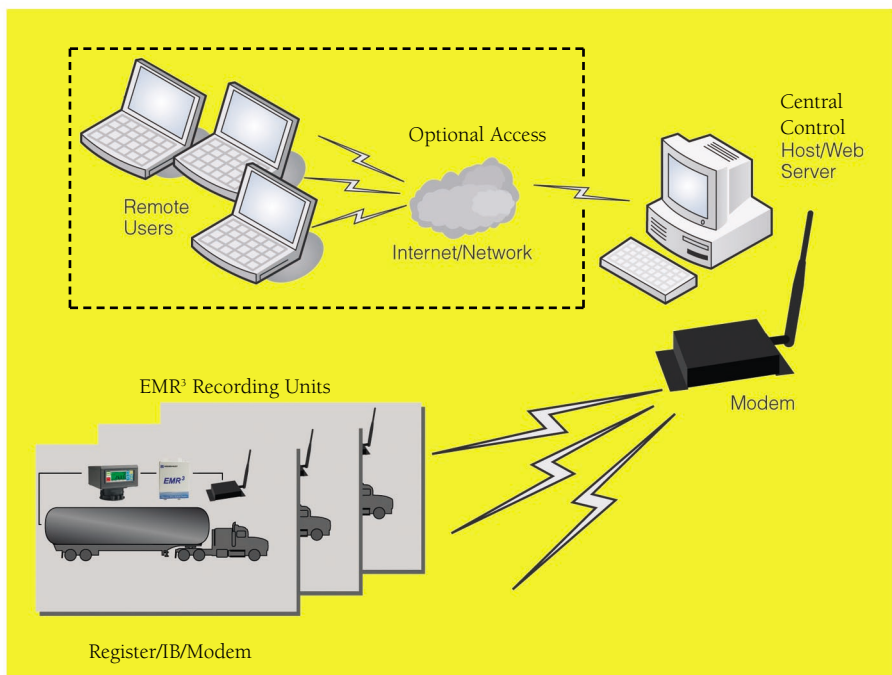 Optional Access
Central
Control
Host/Web
Server
Remote
Users
Internet/Network
Modem
EMR³ Recording Units
EMR³
Register/IB/Modem